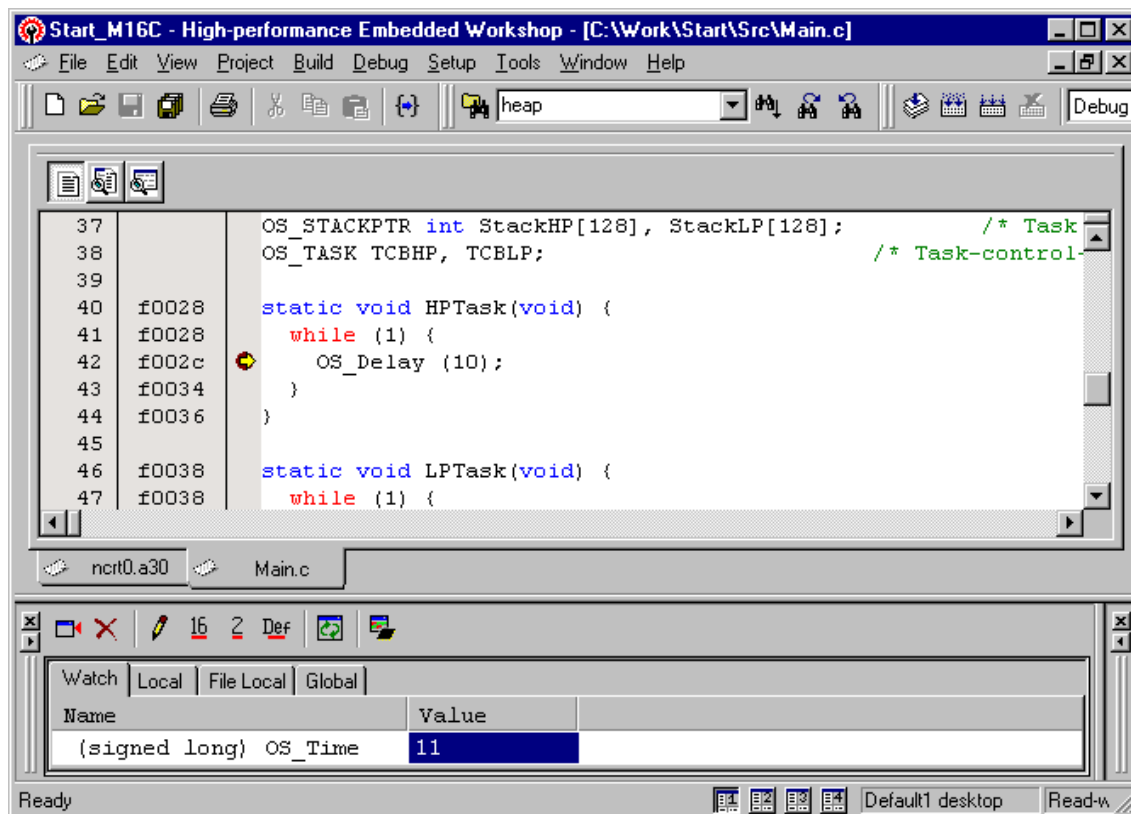 Start_M16C - High-performance Embedded Workshop - [C:\Work\Start\Src\Main.c]
File Edit View Project Build Debug Setup Tools Window Help
heap Debug
37 OS_STACKPTR int StackHP[128], StackLP[128]; /* Task
38 OS_TASK TCBHP, TCBLP; /* Task-control-
39
40 f0028 static void HPTask(void) {
41 f0028 while (1) {
42 f002c OS_Delay (10);
43 f0034 }
44 f0036 }
45
46 f0038 static void LPTask(void) {
47 f0038 while (1) {
ncrt0.a30 Main.c
16 2 Def
Watch Local File Local Global
Name Value
(signed long) OS_Time 11
Ready 1 2 3 4 Default1 desktop Read-w